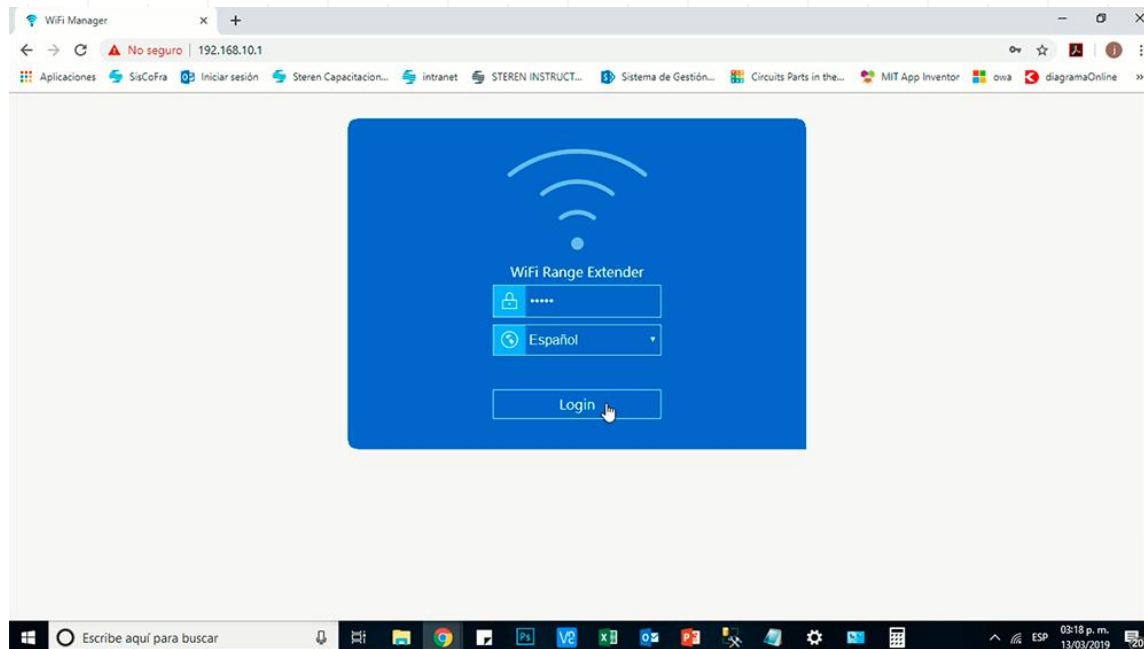 WiFi Manager
No seguro | 192.168.10.1
Aplicaciones SisCoFra Iniciar sesión Steren Capacitacion... intranet STEREN INSTRUCT... Sistema de Gestión... Circuits Parts in the... MIT App Inventor owa diagramaOnline »
WiFi Range Extender
•••••
Español
Login
Escribe aquí para buscar
ESP
03:18 p. m.
13/03/2019
20